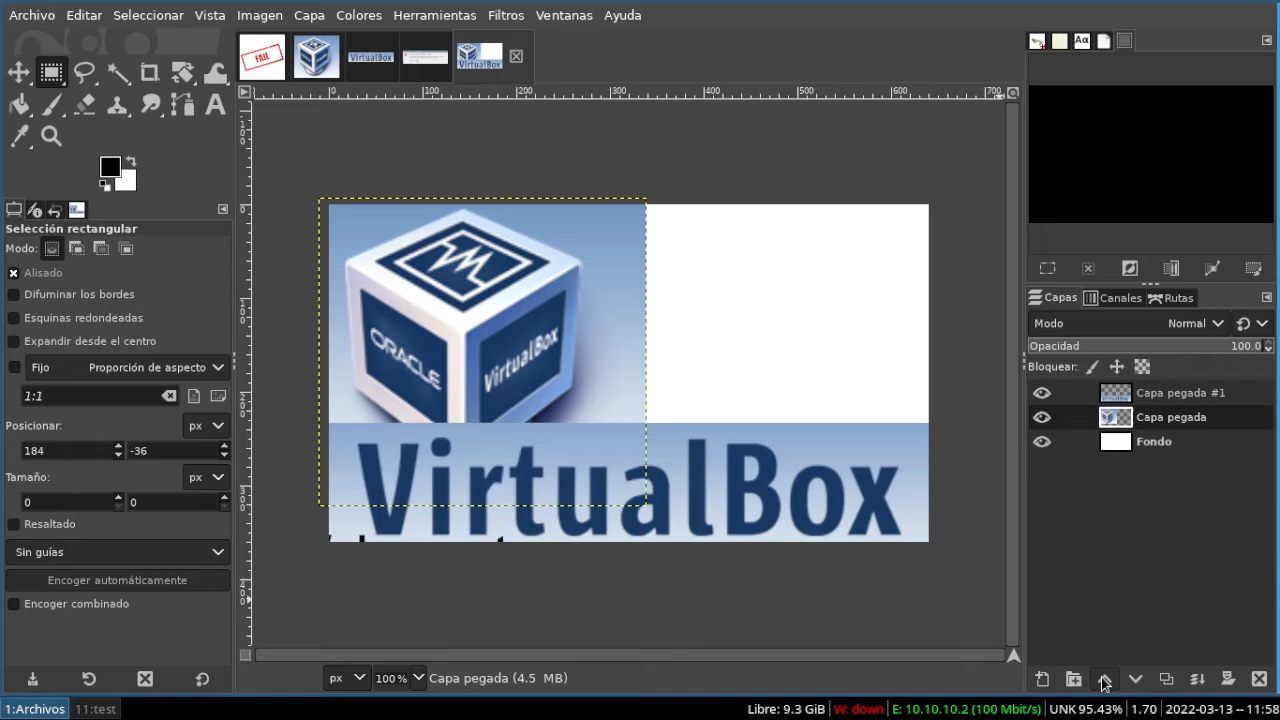 Archivo Editar Seleccionar Vista Imagen Capa Colores Herramientas Filtros Ventanas Ayuda
FAIL VirtualBox VirtualBox
0 100 200 300 400 500 600 700
Selección rectangular
Modo:
Alisado
Difuminar los bordes
Esquinas redondeadas
Expandir desde el centro
Fijo Proporción de aspecto
1:1
Posicionar: px
184 -36
Tamaño: px
0 0
Resaltado
Sin guías
Encoger automáticamente
Encoger combinado
ORACLE VirtualBox
VirtualBox
px 100 % Capa pegada (4.5 MB)
Aα
Capas Canales Rutas
Modo Normal
Opacidad 100.0
Bloquear:
Capa pegada #1
Capa pegada
Fondo
1:Archivos 11:test Libre: 9.3 GiB W: down E: 10.10.10.2 (100 Mbit/s) UNK 95.43% 1.70 2022-03-13 -- 11:58